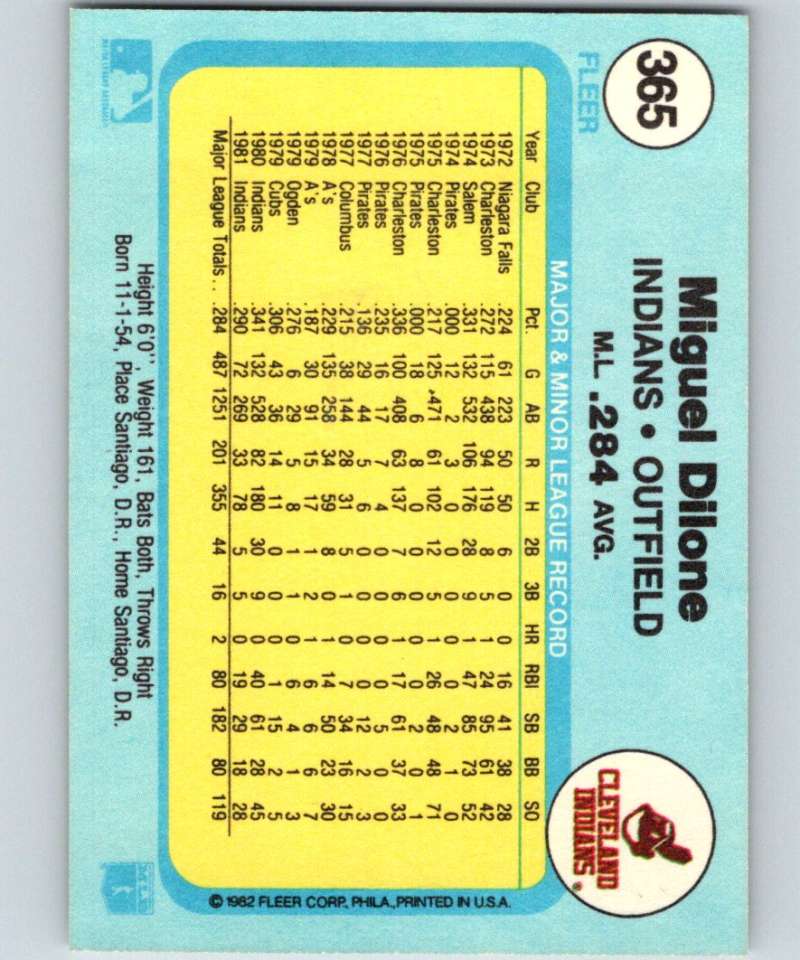 365
FLEER
Miguel Dilone
INDIANS • OUTFIELD
M.L. .284 AVG.
CLEVELAND
INDIANS®
MAJOR & MINOR LEAGUE RECORD
Year Club Pct. G AB R H 2B 3B HR RBI SB BB SO
1972 Niagara Falls .224 61 223 50 50 6 0 0 16 41 38 28
1973 Charleston .272 115 438 94 119 8 5 1 24 95 61 42
1974 Salem .331 132 532 106 176 28 9 1 47 85 73 52
1974 Pirates .000 12 2 3 0 0 0 0 0 2 1 0
1975 Charleston .217 125 471 61 102 12 5 1 26 48 48 71
1975 Pirates .000 18 6 8 0 0 0 0 0 2 0 1
1976 Charleston .336 100 408 63 137 7 6 1 17 61 37 33
1976 Pirates .235 16 17 7 4 0 0 0 0 5 0 0
1977 Pirates .136 29 44 5 6 0 0 0 0 12 2 3
1977 Columbus .215 38 144 28 31 5 1 0 7 34 16 15
1978 A's .229 135 258 34 59 8 0 1 14 50 23 30
1979 A's .187 30 91 15 17 1 2 1 6 6 6 7
1979 Ogden .276 6 29 5 8 1 1 0 6 4 1 3
1979 Cubs .306 43 36 14 11 0 0 0 1 15 2 5
1980 Indians .341 132 528 82 180 30 9 0 40 61 28 45
1981 Indians .290 72 269 33 78 5 5 0 19 29 18 28
Major League Totals . . .284 487 1251 201 355 44 16 2 80 182 80 119
© 1982 FLEER CORP., PHILA., PRINTED IN U.S.A.
Height 6'0", Weight 161, Bats Both, Throws Right
Born 11-1-54, Place Santiago, D.R., Home Santiago, D.R.